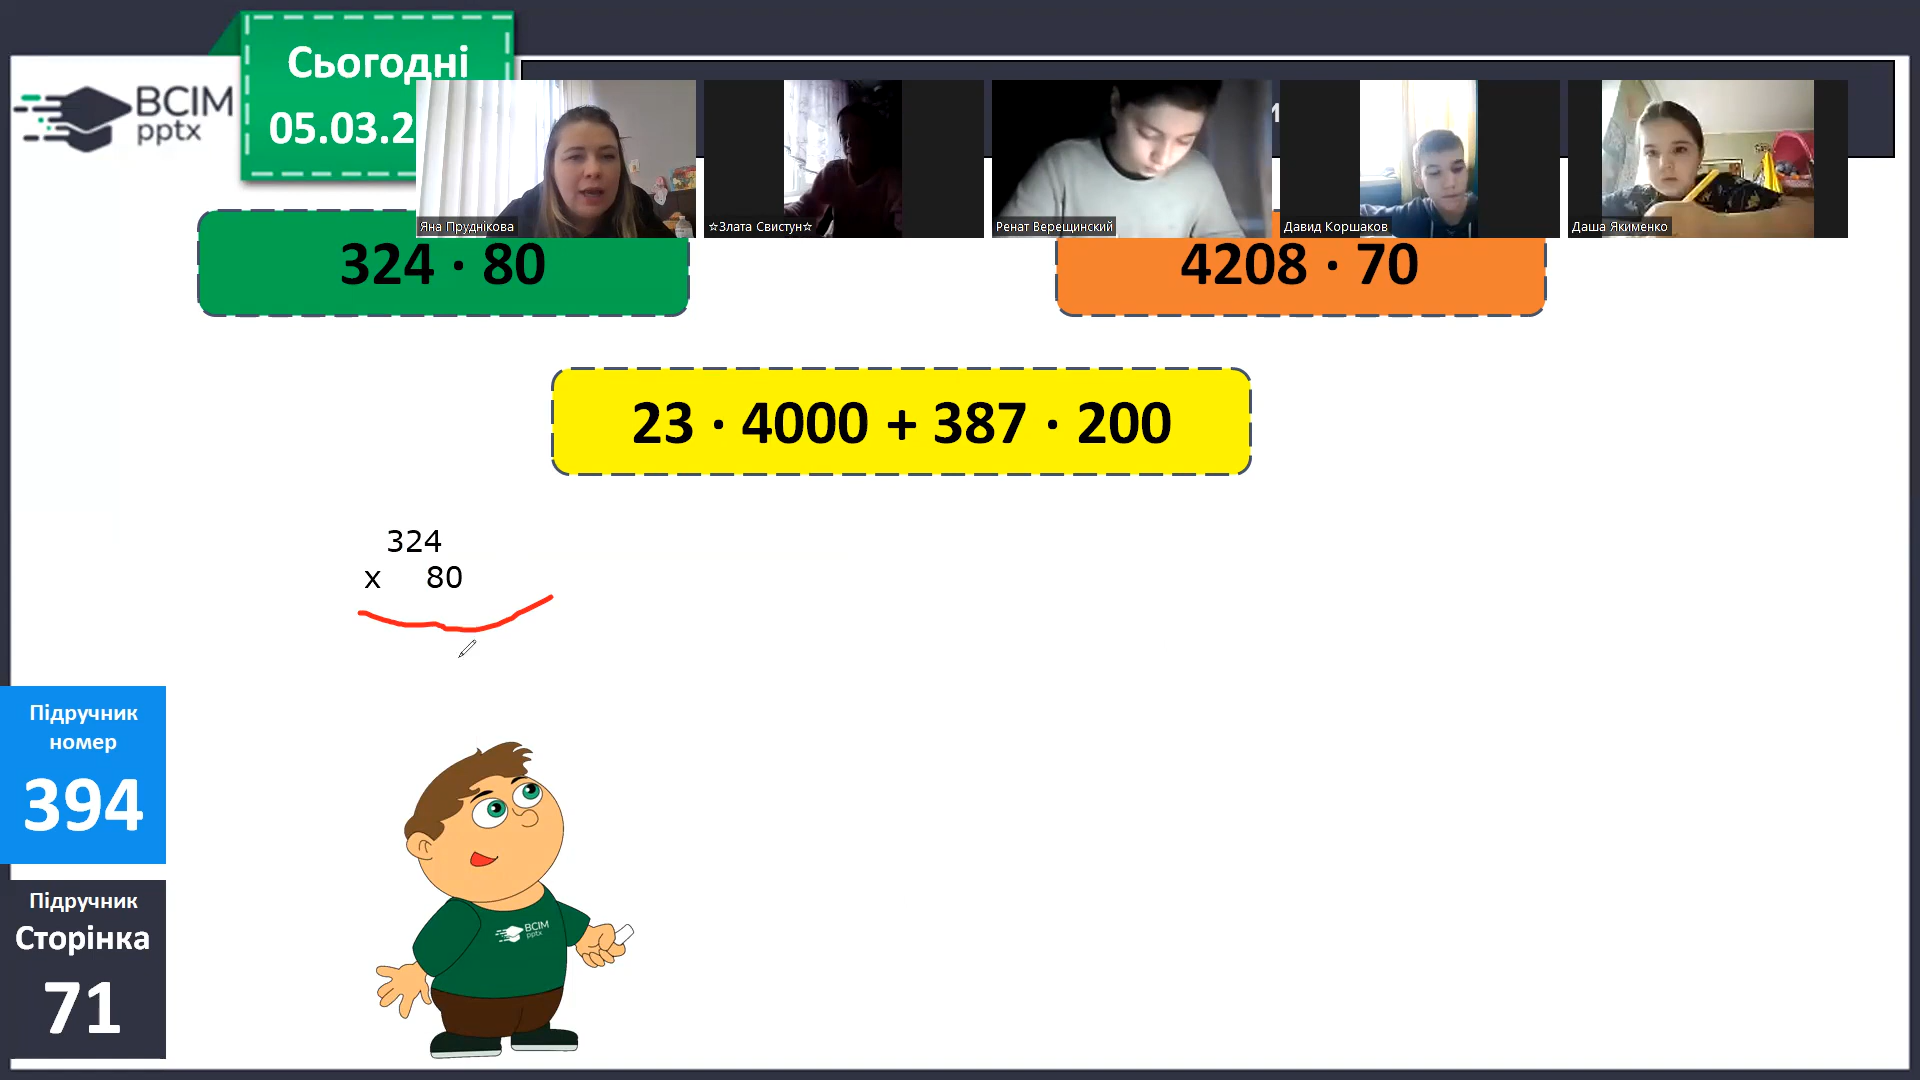 Сьогодні
05.03.2
ВСІМ
pptx
Яна Пруднікова
☆Злата Свистун☆
Ренат Верещинский
Давид Коршаков
Даша Якименко
324 · 80
4208 · 70
23 · 4000 + 387 · 200
324
x 80
Підручник
номер
394
Підручник
Сторінка
71
ВСІМ
pptx